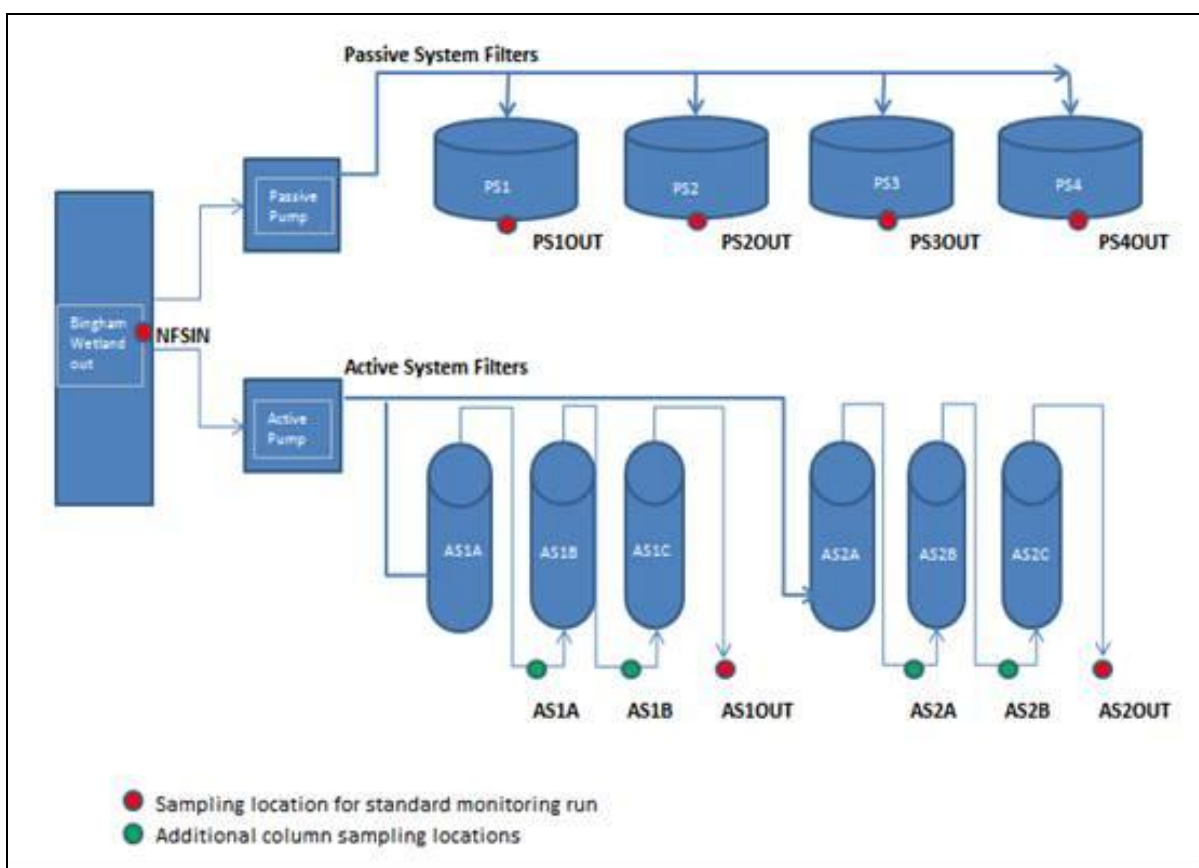 Passive System Filters
Passive
Pump
PS1
PS2
PS3
PS4
PS1OUT
PS2OUT
PS3OUT
PS4OUT
Bingham
Wetland
out
NFSIN
Active System Filters
Active
Pump
AS1A
AS1B
AS1C
AS2A
AS2B
AS2C
AS1A
AS1B
AS1OUT
AS2A
AS2B
AS2OUT
Sampling location for standard monitoring run
Additional column sampling locations